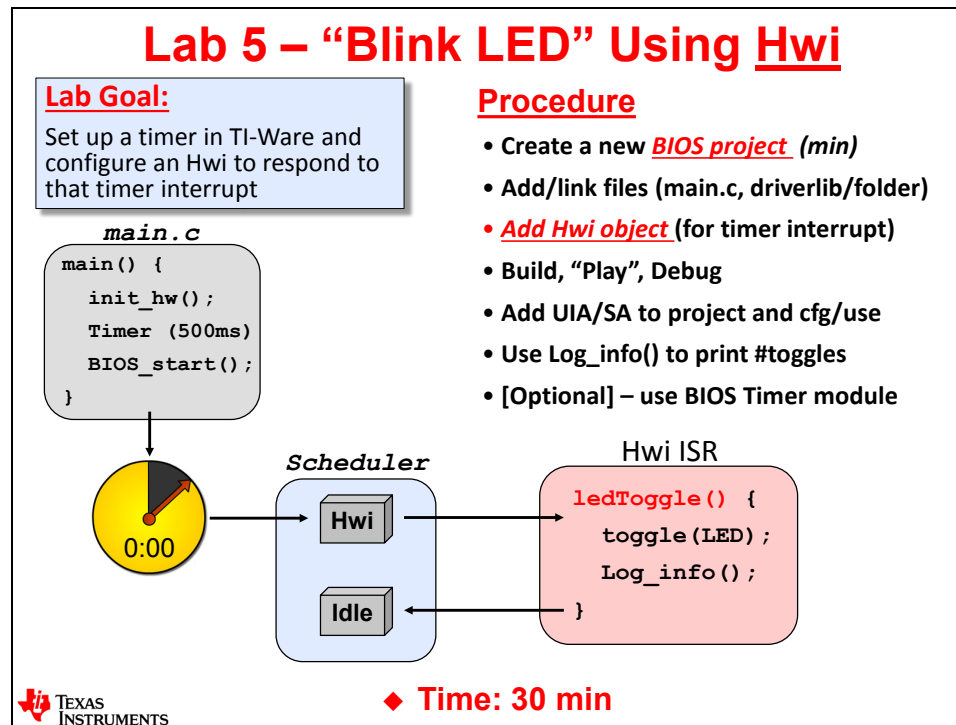 Lab 5 – “Blink LED” Using Hwi
Lab Goal:
Set up a timer in TI-Ware and
configure an Hwi to respond to
that timer interrupt
Procedure
• Create a new BIOS project (min)
• Add/link files (main.c, driverlib/folder)
• Add Hwi object (for timer interrupt)
• Build, “Play”, Debug
• Add UIA/SA to project and cfg/use
• Use Log_info() to print #toggles
• [Optional] – use BIOS Timer module
main.c
main() {
init_hw();
Timer (500ms)
BIOS_start();
}
0:00
Scheduler
Hwi
Idle
Hwi ISR
ledToggle() {
toggle(LED);
Log_info();
}
TEXAS
INSTRUMENTS
◆ Time: 30 min